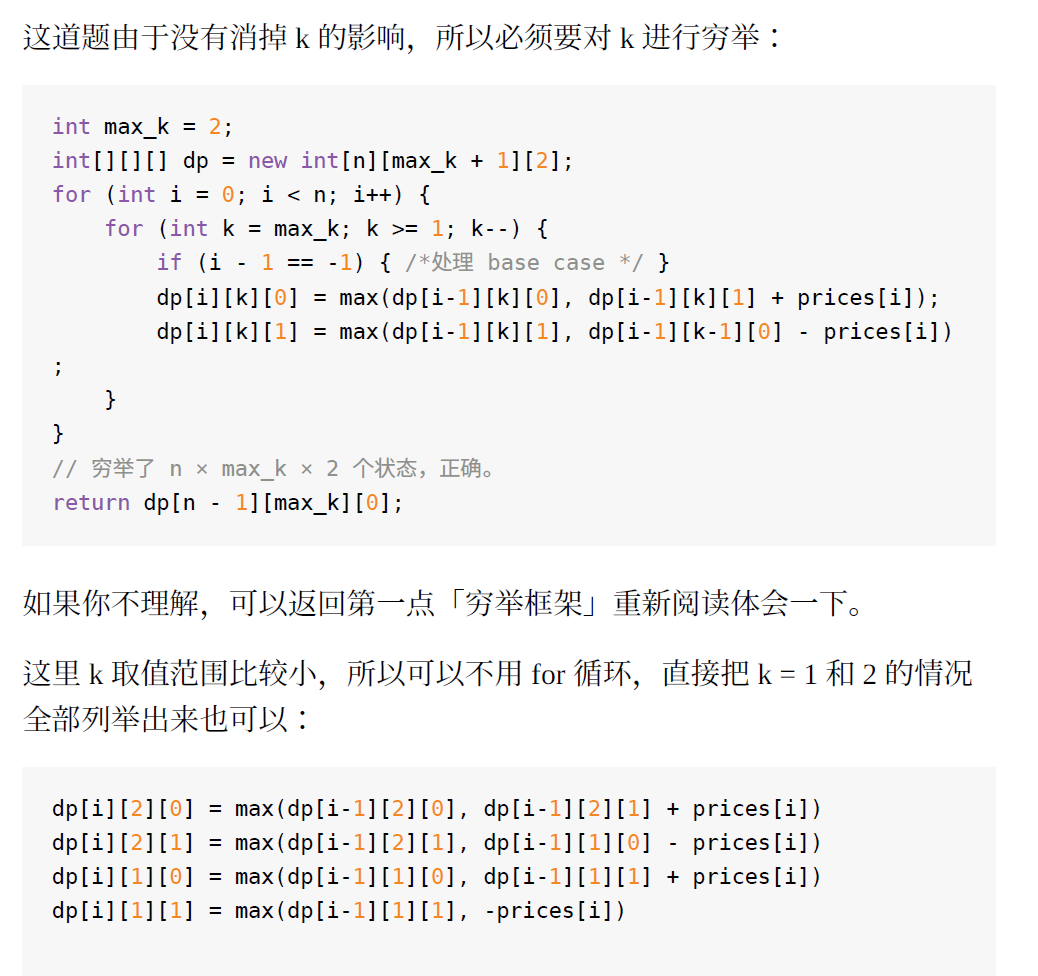 这道题由于没有消掉 k 的影响，所以必须要对 k 进行穷举：
int max_k = 2;
int[][][] dp = new int[n][max_k + 1][2];
for (int i = 0; i < n; i++) {
    for (int k = max_k; k >= 1; k--) {
        if (i - 1 == -1) { /*处理 base case */ }
        dp[i][k][0] = max(dp[i-1][k][0], dp[i-1][k][1] + prices[i]);
        dp[i][k][1] = max(dp[i-1][k][1], dp[i-1][k-1][0] - prices[i])
;
    }
}
// 穷举了 n × max_k × 2 个状态，正确。
return dp[n - 1][max_k][0];
如果你不理解，可以返回第一点「穷举框架」重新阅读体会一下。
这里 k 取值范围比较小，所以可以不用 for 循环，直接把 k = 1 和 2 的情况
全部列举出来也可以：
dp[i][2][0] = max(dp[i-1][2][0], dp[i-1][2][1] + prices[i])
dp[i][2][1] = max(dp[i-1][2][1], dp[i-1][1][0] - prices[i])
dp[i][1][0] = max(dp[i-1][1][0], dp[i-1][1][1] + prices[i])
dp[i][1][1] = max(dp[i-1][1][1], -prices[i])